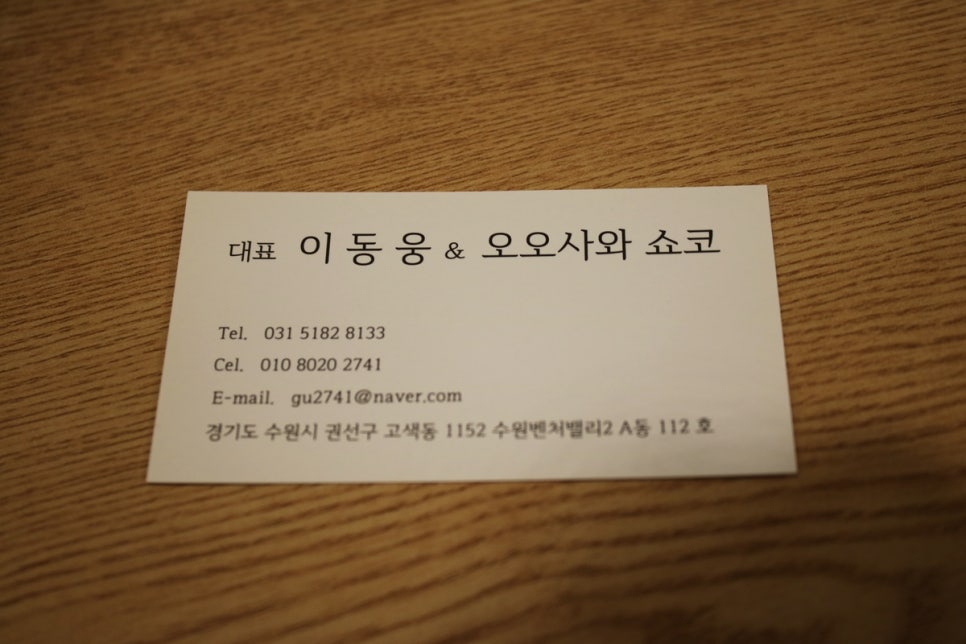 대표 이 동 웅 & 오오사와 쇼코
Tel. 031 5182 8133
Cel. 010 8020 2741
E-mail. gu2741@naver.com
경기도 수원시 권선구 고색동 1152 수원벤처밸리2 A동 112 호